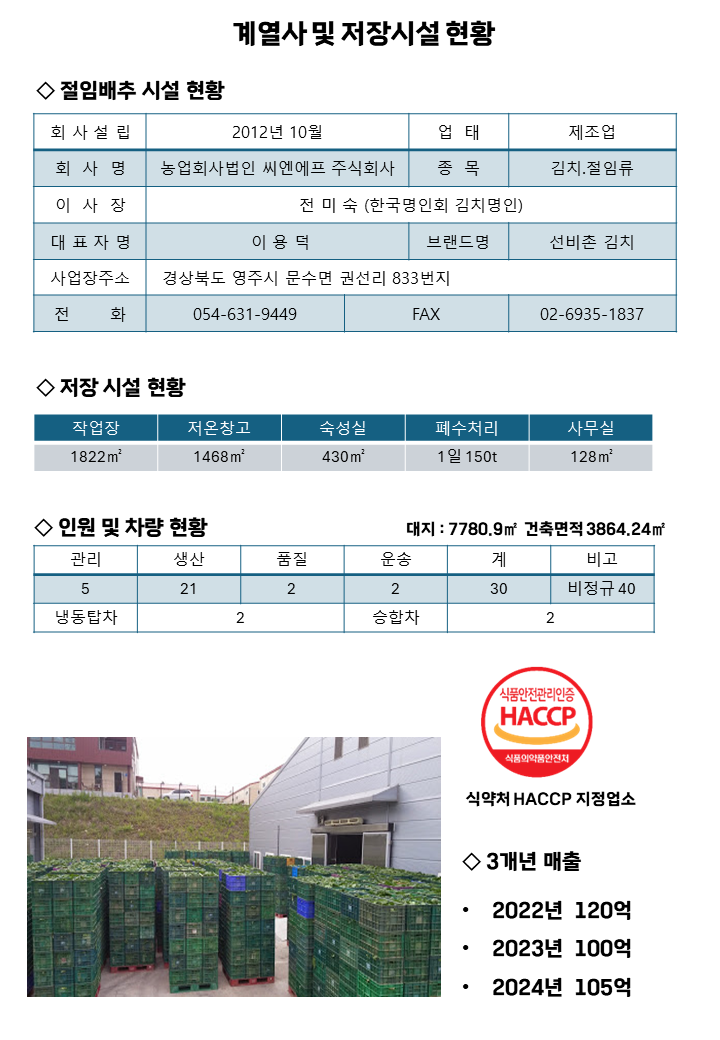 계열사 및 저장시설 현황
◇ 절임배추 시설 현황
회 사 설 립 2012년 10월 업 태 제조업
회 사 명 농업회사법인 씨엔에프 주식회사 종 목 김치.절임류
이 사 장 전 미 숙 (한국명인회 김치명인)
대 표 자 명 이 용 덕 브랜드명 선비촌 김치
사업장주소 경상북도 영주시 문수면 권선리 833번지
전 화 054-631-9449 FAX 02-6935-1837
◇ 저장 시설 현황
작업장 저온창고 숙성실 폐수처리 사무실
1822㎡ 1468㎡ 430㎡ 1일 150t 128㎡
◇ 인원 및 차량 현황 대지 : 7780.9㎡ 건축면적 3864.24㎡
관리 생산 품질 운송 계 비고
5 21 2 2 30 비정규 40
냉동탑차 2 승합차 2
식품안전관리인증
HACCP
식품의약품안전처
식약처 HACCP 지정업소
◇ 3개년 매출
• 2022년 120억
• 2023년 100억
• 2024년 105억